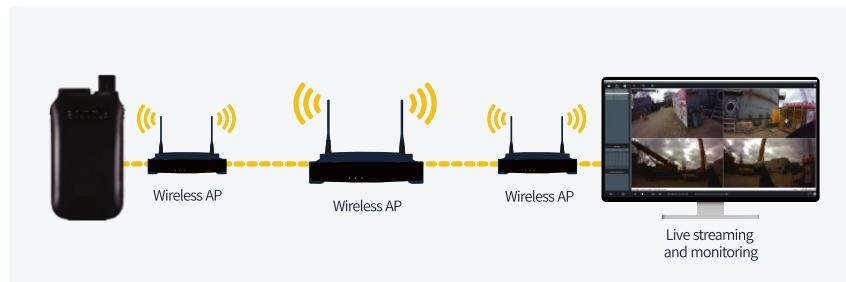 Wireless AP
Wireless AP
Wireless AP
Live streaming
and monitoring